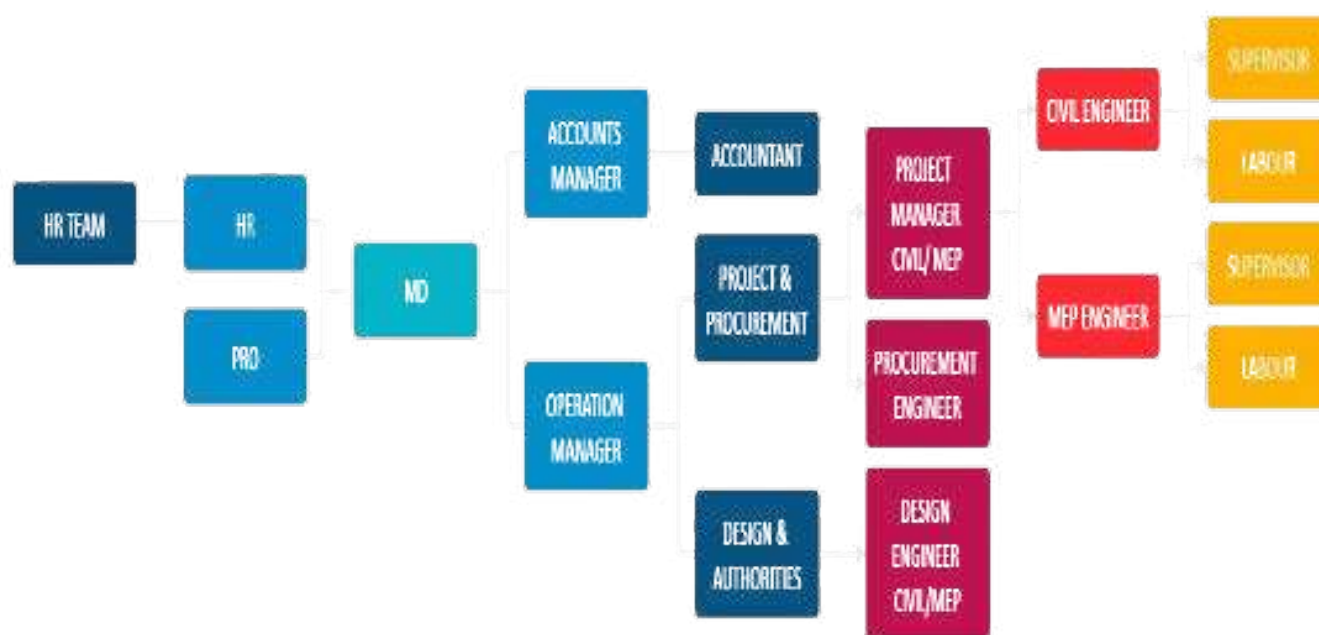 HR TEAM
HR
PRO
MD
ACCOUNTS
MANAGER
OPERATION
MANAGER
ACCOUNTANT
PROJECT &
PROCUREMENT
DESIGN &
AUTHORITIES
PROJECT
MANAGER
CIVIL/ MEP
PROCUREMENT
ENGINEER
DESIGN
ENGINEER
CIVIL/MEP
CIVIL ENGINEER
MEP ENGINEER
SUPERVISOR
LABOUR
SUPERVISOR
LABOUR